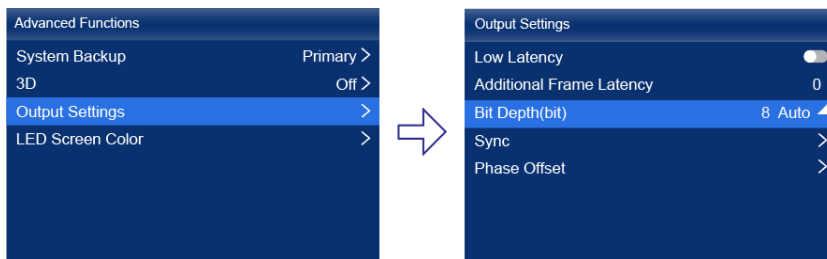 Advanced Functions
System Backup Primary >
3D Off >
Output Settings >
LED Screen Color >
Output Settings
Low Latency
Additional Frame Latency 0
Bit Depth(bit) 8 Auto
Sync >
Phase Offset >